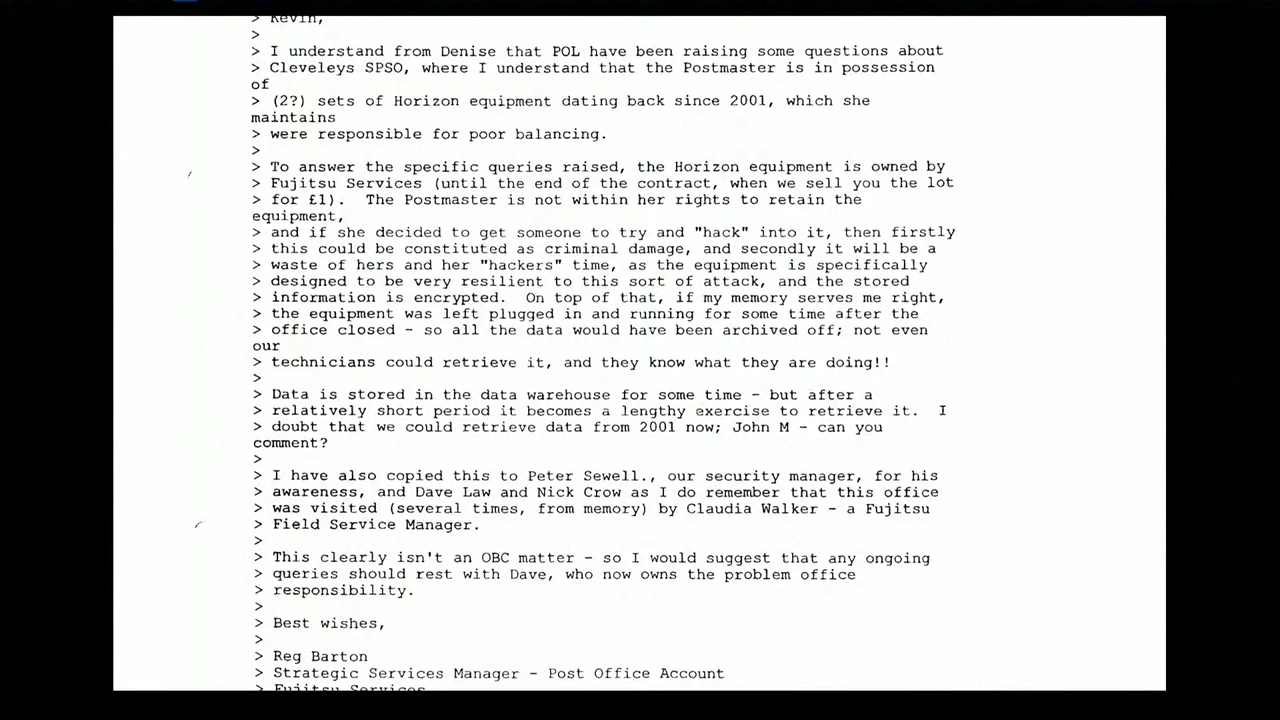 > Kevin,
>
> I understand from Denise that POL have been raising some questions about
> Cleveleys SPSO, where I understand that the Postmaster is in possession
of
> (2?) sets of Horizon equipment dating back since 2001, which she
maintains
> were responsible for poor balancing.
>
> To answer the specific queries raised, the Horizon equipment is owned by
> Fujitsu Services (until the end of the contract, when we sell you the lot
> for £1).  The Postmaster is not within her rights to retain the
equipment,
> and if she decided to get someone to try and "hack" into it, then firstly
> this could be constituted as criminal damage, and secondly it will be a
> waste of hers and her "hackers" time, as the equipment is specifically
> designed to be very resilient to this sort of attack, and the stored
> information is encrypted.  On top of that, if my memory serves me right,
> the equipment was left plugged in and running for some time after the
> office closed - so all the data would have been archived off; not even
our
> technicians could retrieve it, and they know what they are doing!!
>
> Data is stored in the data warehouse for some time - but after a
> relatively short period it becomes a lengthy exercise to retrieve it.  I
> doubt that we could retrieve data from 2001 now; John M - can you
comment?
>
> I have also copied this to Peter Sewell., our security manager, for his
> awareness, and Dave Law and Nick Crow as I do remember that this office
> was visited (several times, from memory) by Claudia Walker - a Fujitsu
> Field Service Manager.
>
> This clearly isn't an OBC matter - so I would suggest that any ongoing
> queries should rest with Dave, who now owns the problem office
> responsibility.
>
> Best wishes,
>
> Reg Barton
> Strategic Services Manager - Post Office Account
> Fujitsu Services